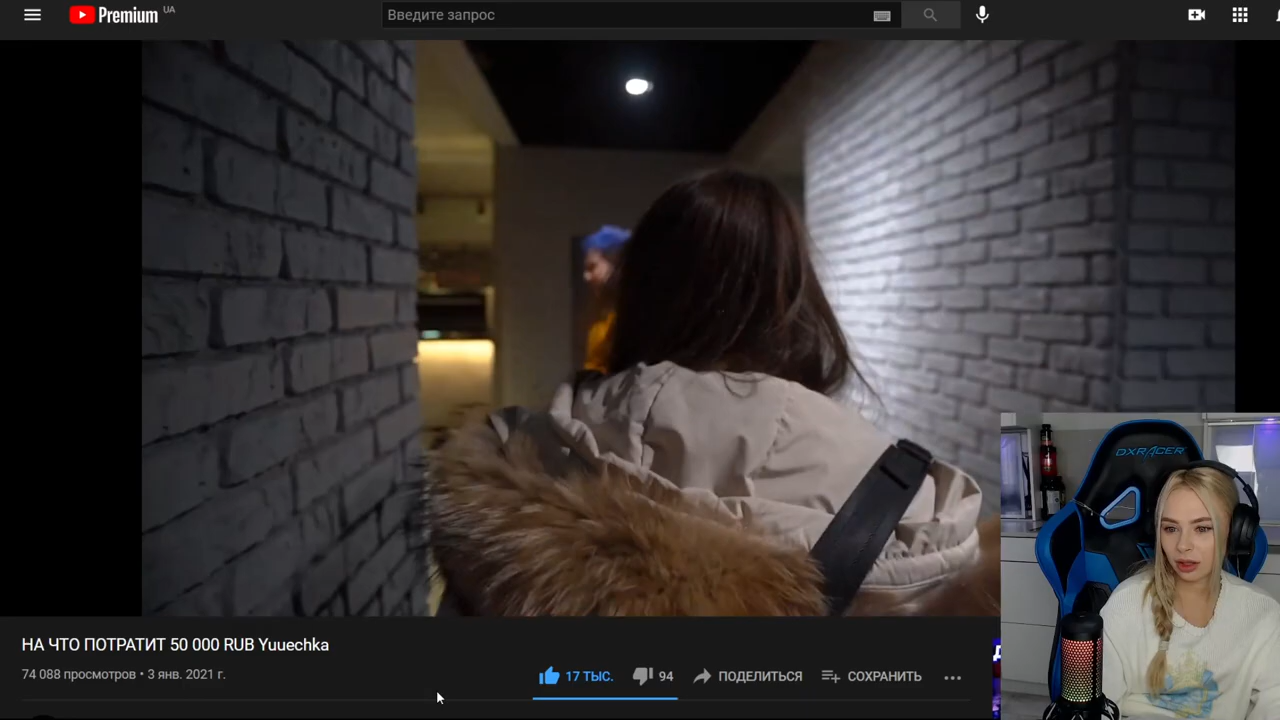 Premium UA
Введите запрос
DXRACER
НА ЧТО ПОТРАТИТ 50 000 RUB Yuuechka
74 088 просмотров • 3 янв. 2021 г.
17 ТЫС.
94
ПОДЕЛИТЬСЯ
СОХРАНИТЬ